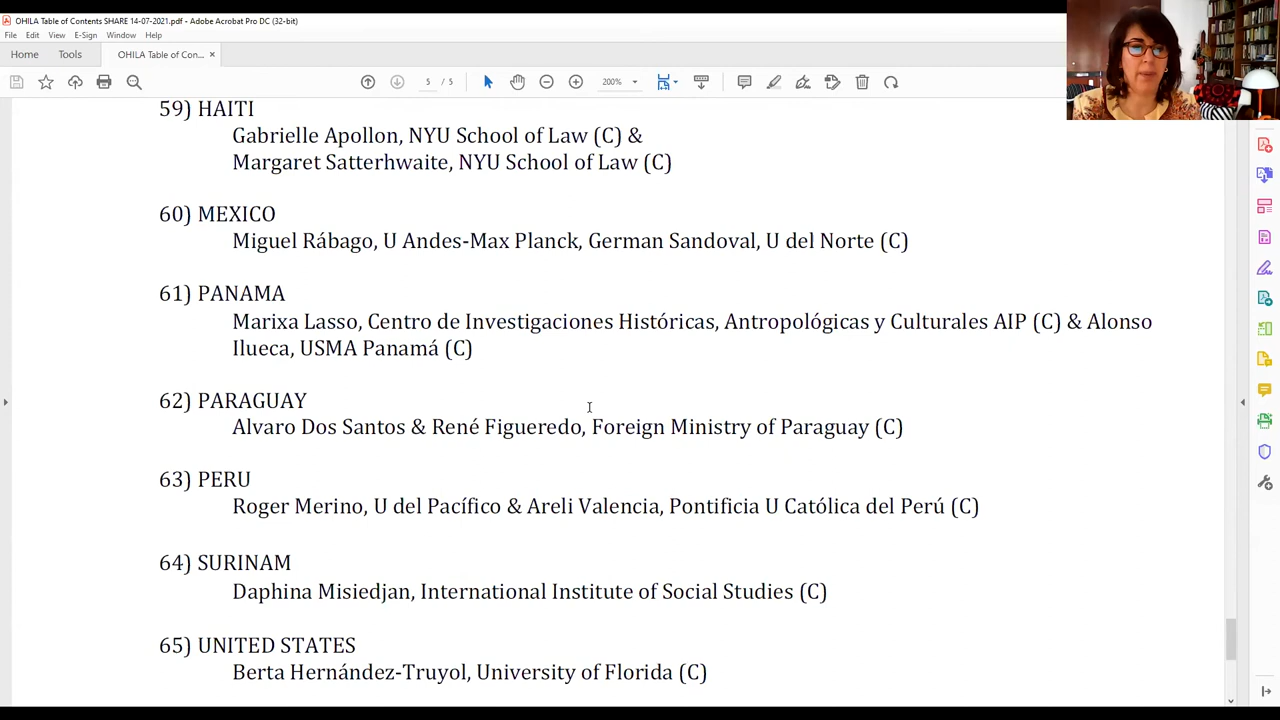 OHILA Table of Contents SHARE 14-07-2021.pdf - Adobe Acrobat Pro DC (32-bit)
File Edit View E-Sign Window Help
Home Tools OHILA Table of Con... ×
5 / 5 200%
59) HAITI
Gabrielle Apollon, NYU School of Law (C) &
Margaret Satterhwaite, NYU School of Law (C)
60) MEXICO
Miguel Rábago, U Andes-Max Planck, German Sandoval, U del Norte (C)
61) PANAMA
Marixa Lasso, Centro de Investigaciones Históricas, Antropológicas y Culturales AIP (C) & Alonso
Ilueca, USMA Panamá (C)
62) PARAGUAY
Alvaro Dos Santos & René Figueredo, Foreign Ministry of Paraguay (C)
63) PERU
Roger Merino, U del Pacífico & Areli Valencia, Pontificia U Católica del Perú (C)
64) SURINAM
Daphina Misiedjan, International Institute of Social Studies (C)
65) UNITED STATES
Berta Hernández-Truyol, University of Florida (C)